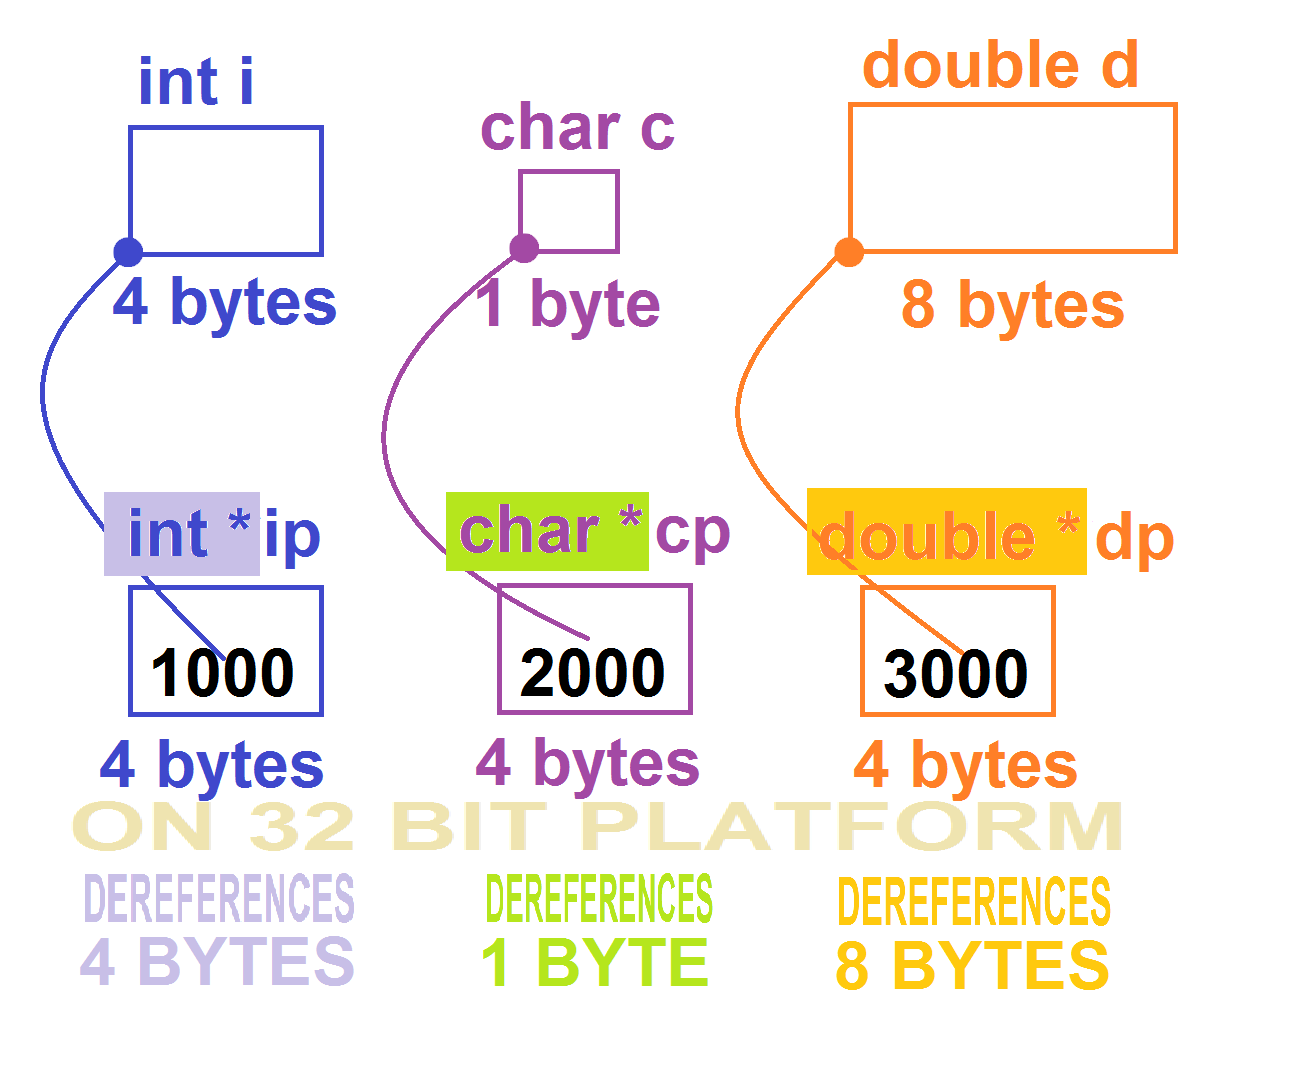 int i
char c
double d
4 bytes
1 byte
8 bytes
int * ip
char * cp
double * dp
1000
2000
3000
4 bytes
4 bytes
4 bytes
ON 32 BIT PLATFORM
DEREFERENCES
4 BYTES
DEREFERENCES
1 BYTE
DEREFERENCES
8 BYTES